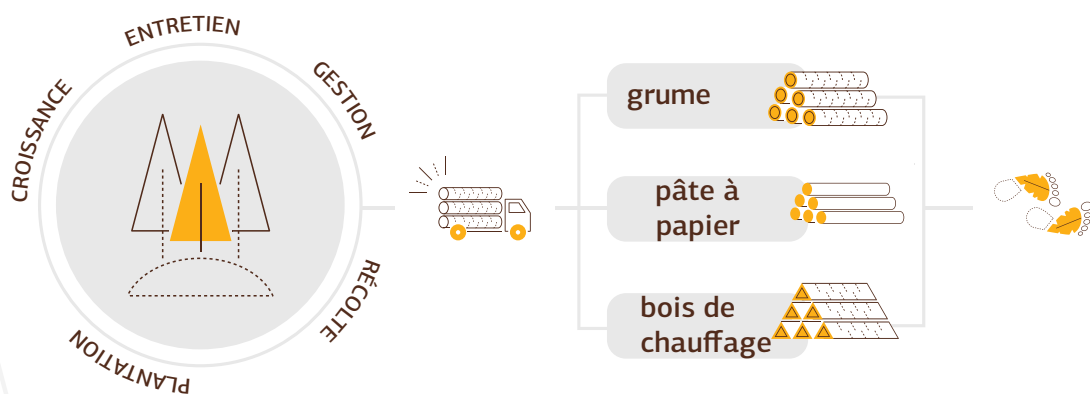 ENTRETIEN
GESTION
CROISSANCE
RÉCOLTE
PLANTATION
grume
pâte à
papier
bois de
chauffage